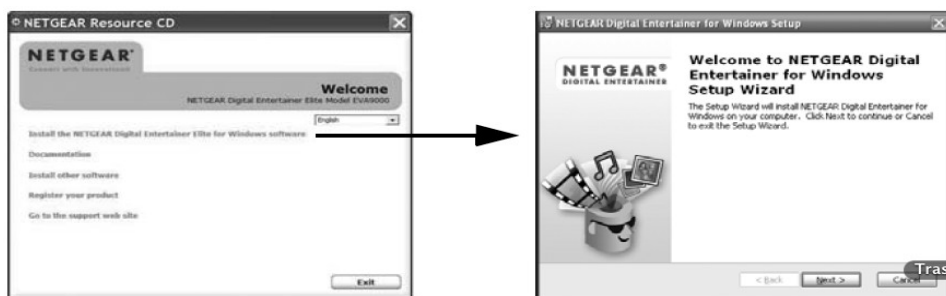 NETGEAR Resource CD
NETGEAR®
Connect with Innovation™
Welcome
NETGEAR Digital Entertainer Elite Model EVA9000
English
Install the NETGEAR Digital Entertainer Elite for Windows software
Documentation
Install other software
Register your product
Go to the support web site
Exit
NETGEAR Digital Entertainer for Windows Setup
NETGEAR®
DIGITAL ENTERTAINER
Welcome to NETGEAR Digital
Entertainer for Windows
Setup Wizard
The Setup Wizard will install NETGEAR Digital Entertainer for
Windows on your computer. Click Next to continue or Cancel
to exit the Setup Wizard.
< Back
Next >
Cancel
Tras